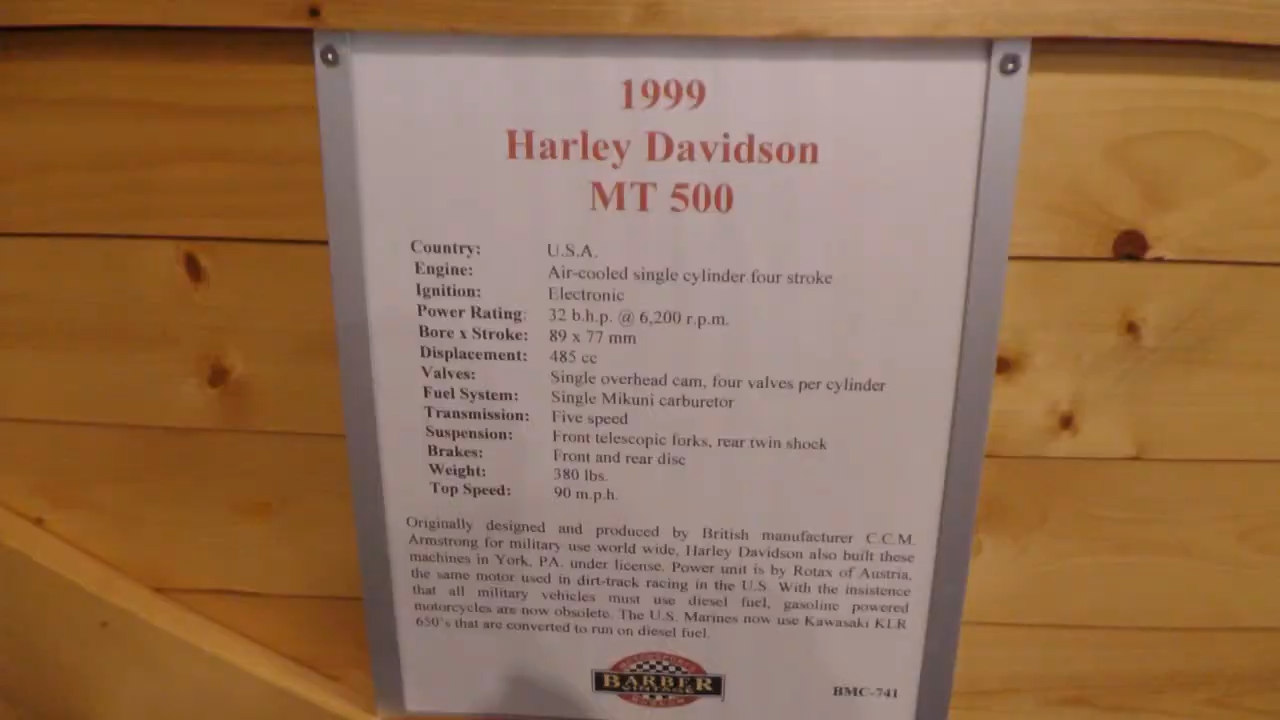 1999
Harley Davidson
MT 500
Country: U.S.A.
Engine: Air-cooled single cylinder four stroke
Ignition: Electronic
Power Rating: 32 b.h.p. @ 6,200 r.p.m.
Bore x Stroke: 89 x 77 mm
Displacement: 485 cc
Valves: Single overhead cam, four valves per cylinder
Fuel System: Single Mikuni carburetor
Transmission: Five speed
Suspension: Front telescopic forks, rear twin shock
Brakes: Front and rear disc
Weight: 380 lbs.
Top Speed: 90 m.p.h.
Originally designed and produced by British manufacturer C.C.M.
Armstrong for military use world wide, Harley Davidson also built these
machines in York, PA. under license. Power unit is by Rotax of Austria,
the same motor used in dirt-track racing in the U.S. With the insistence
that all military vehicles must use diesel fuel, gasoline powered
motorcycles are now obsolete. The U.S. Marines now use Kawasaki KLR
650's that are converted to run on diesel fuel.
BARBER
VINTAGE
MUSEUM
BMC-741